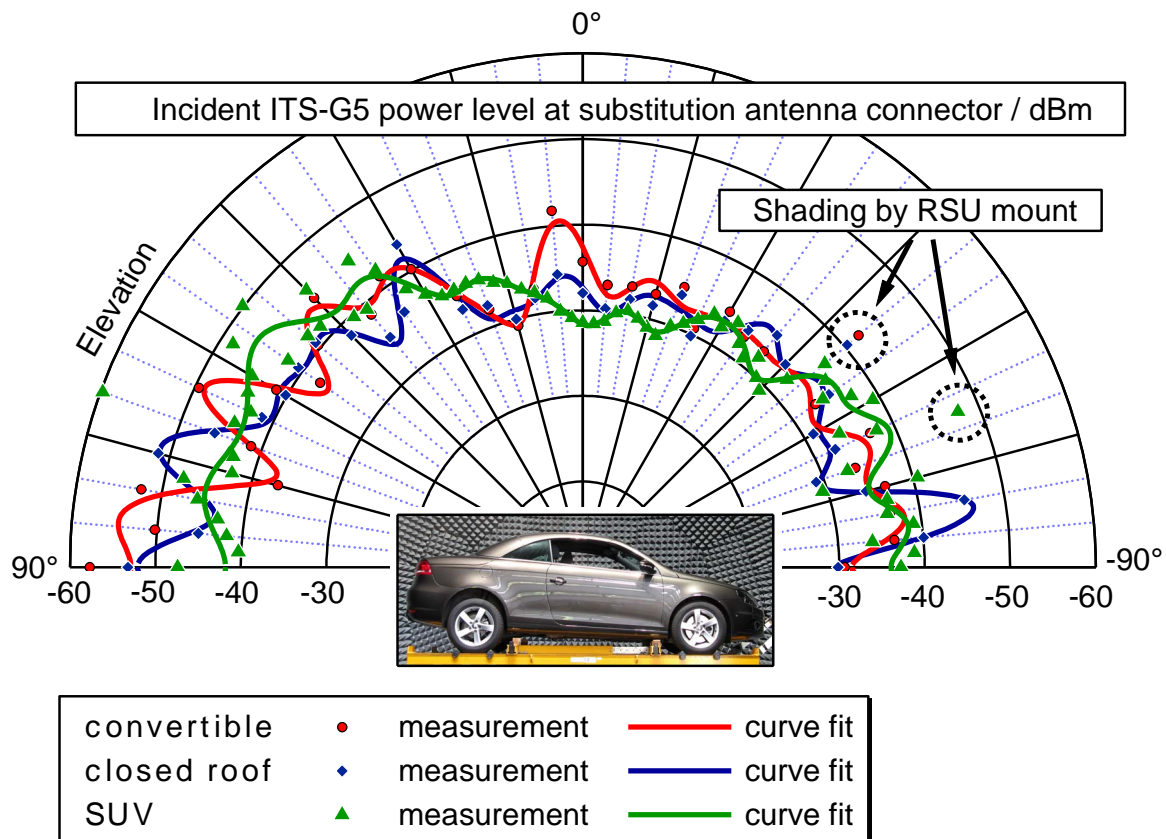 0°
Incident ITS-G5 power level at substitution antenna connector / dBm
Shading by RSU mount
Elevation
90°
-90°
-60 -50 -40 -30 -30 -40 -50 -60
convertible measurement curve fit
closed roof measurement curve fit
SUV measurement curve fit